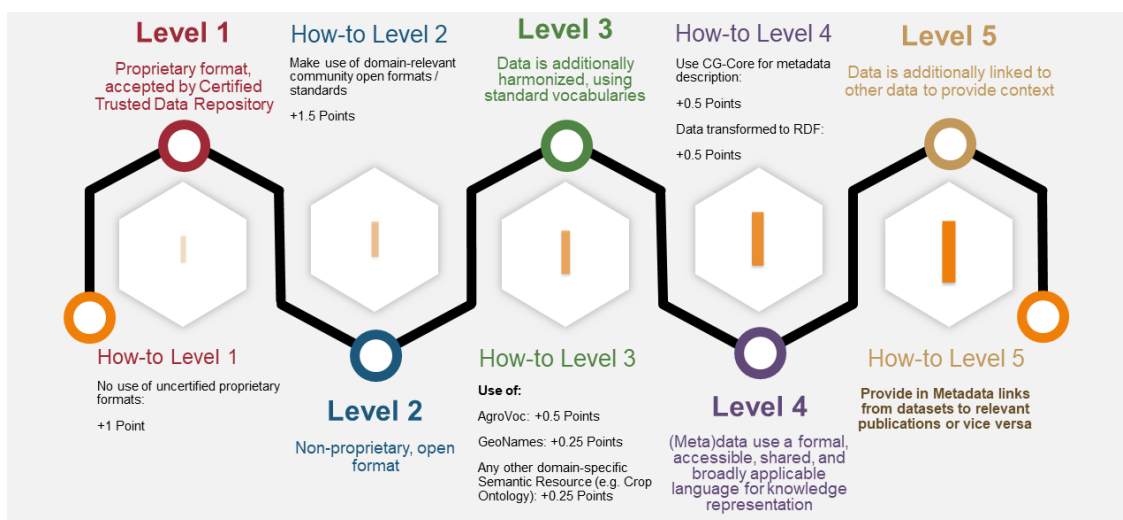 Level 1
Proprietary format,
accepted by Certified
Trusted Data Repository
How-to Level 1
No use of uncertified proprietary
formats:
+1 Point
How-to Level 2
Make use of domain-relevant
community open formats /
standards
+1.5 Points
Level 2
Non-proprietary, open
format
Level 3
Data is additionally
harmonized, using
standard vocabularies
How-to Level 3
Use of:
AgroVoc: +0.5 Points
GeoNames: +0.25 Points
Any other domain-specific
Semantic Resource (e.g. Crop
Ontology): +0.25 Points
How-to Level 4
Use CG-Core for metadata
description:
+0.5 Points
Data transformed to RDF:
+0.5 Points
Level 4
(Meta)data use a formal,
accessible, shared, and
broadly applicable
language for knowledge
representation
Level 5
Data is additionally linked to
other data to provide context
How-to Level 5
Provide in Metadata links
from datasets to relevant
publications or vice versa
I
I
I
I
I